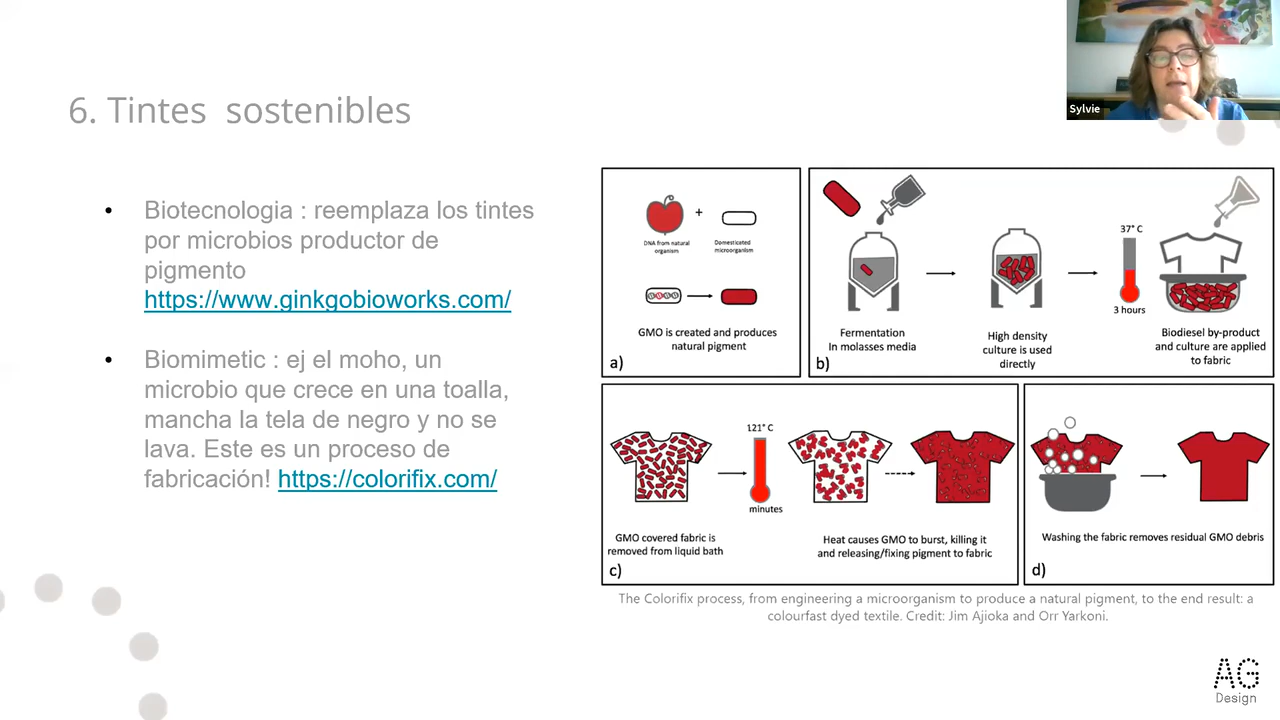 Sylvie
6. Tintes sostenibles
Biotecnologia : reemplaza los tintes
por microbios productor de
pigmento
https://www.ginkgobioworks.com/
Biomimetic : ej el moho, un
microbio que crece en una toalla,
mancha la tela de negro y no se
lava. Este es un proceso de
fabricación! https://colorifix.com/
DNA from natural
organism
+
Domesticated
microorganism
GMO is created and produces
natural pigment
a)
Fermentation
In molasses media
High density
culture is used
directly
37° C
3 hours
Biodiesel by-product
and culture are applied
to fabric
b)
GMO covered fabric is
removed from liquid bath
121° C
minutes
Heat causes GMO to burst, killing it
and releasing/fixing pigment to fabric
c)
Washing the fabric removes residual GMO debris
d)
The Colorifix process, from engineering a microorganism to produce a natural pigment, to the end result: a
colourfast dyed textile. Credit: Jim Ajioka and Orr Yarkoni.
AG
Design